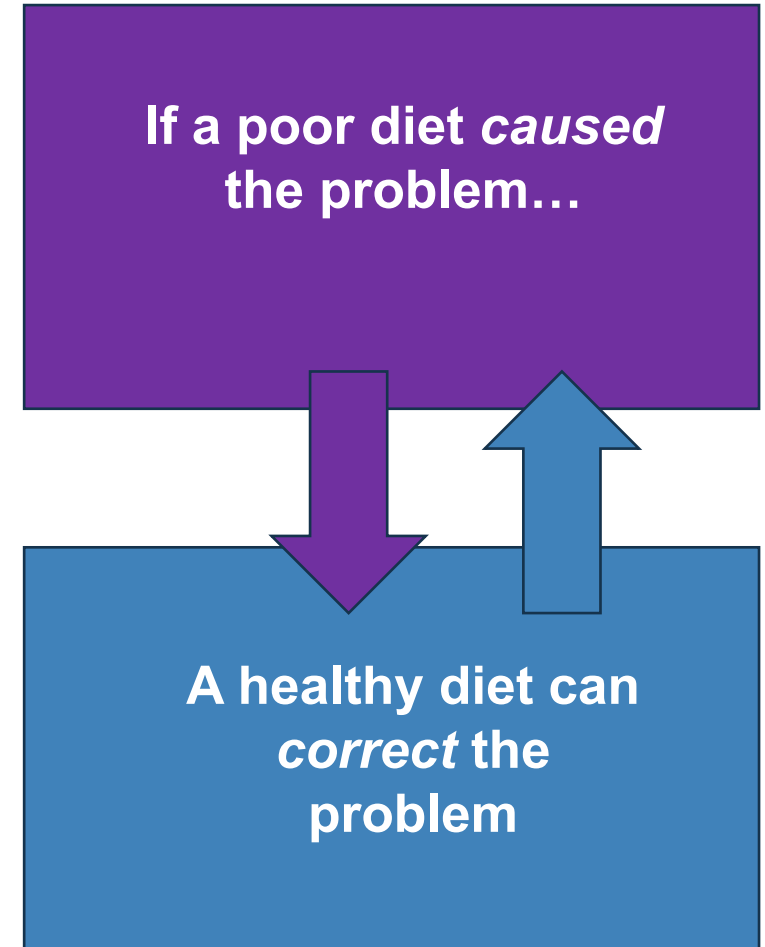 If a poor diet caused
the problem…
A healthy diet can
correct the
problem